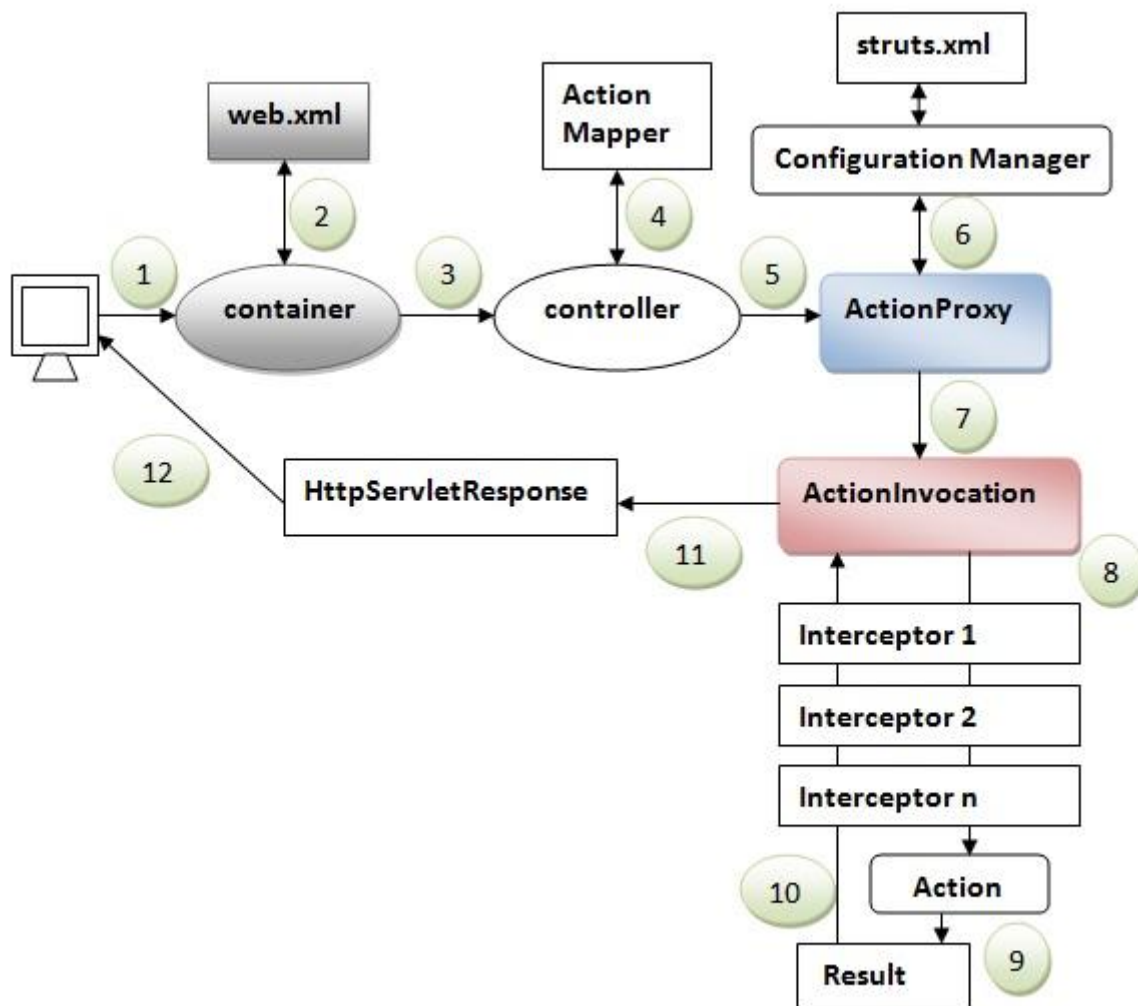 struts.xml
web.xml
Action
Mapper
Configuration Manager
2
4
6
1
3
5
container
controller
ActionProxy
7
12
HttpServletResponse
ActionInvocation
11
8
Interceptor 1
Interceptor 2
Interceptor n
10
Action
9
Result